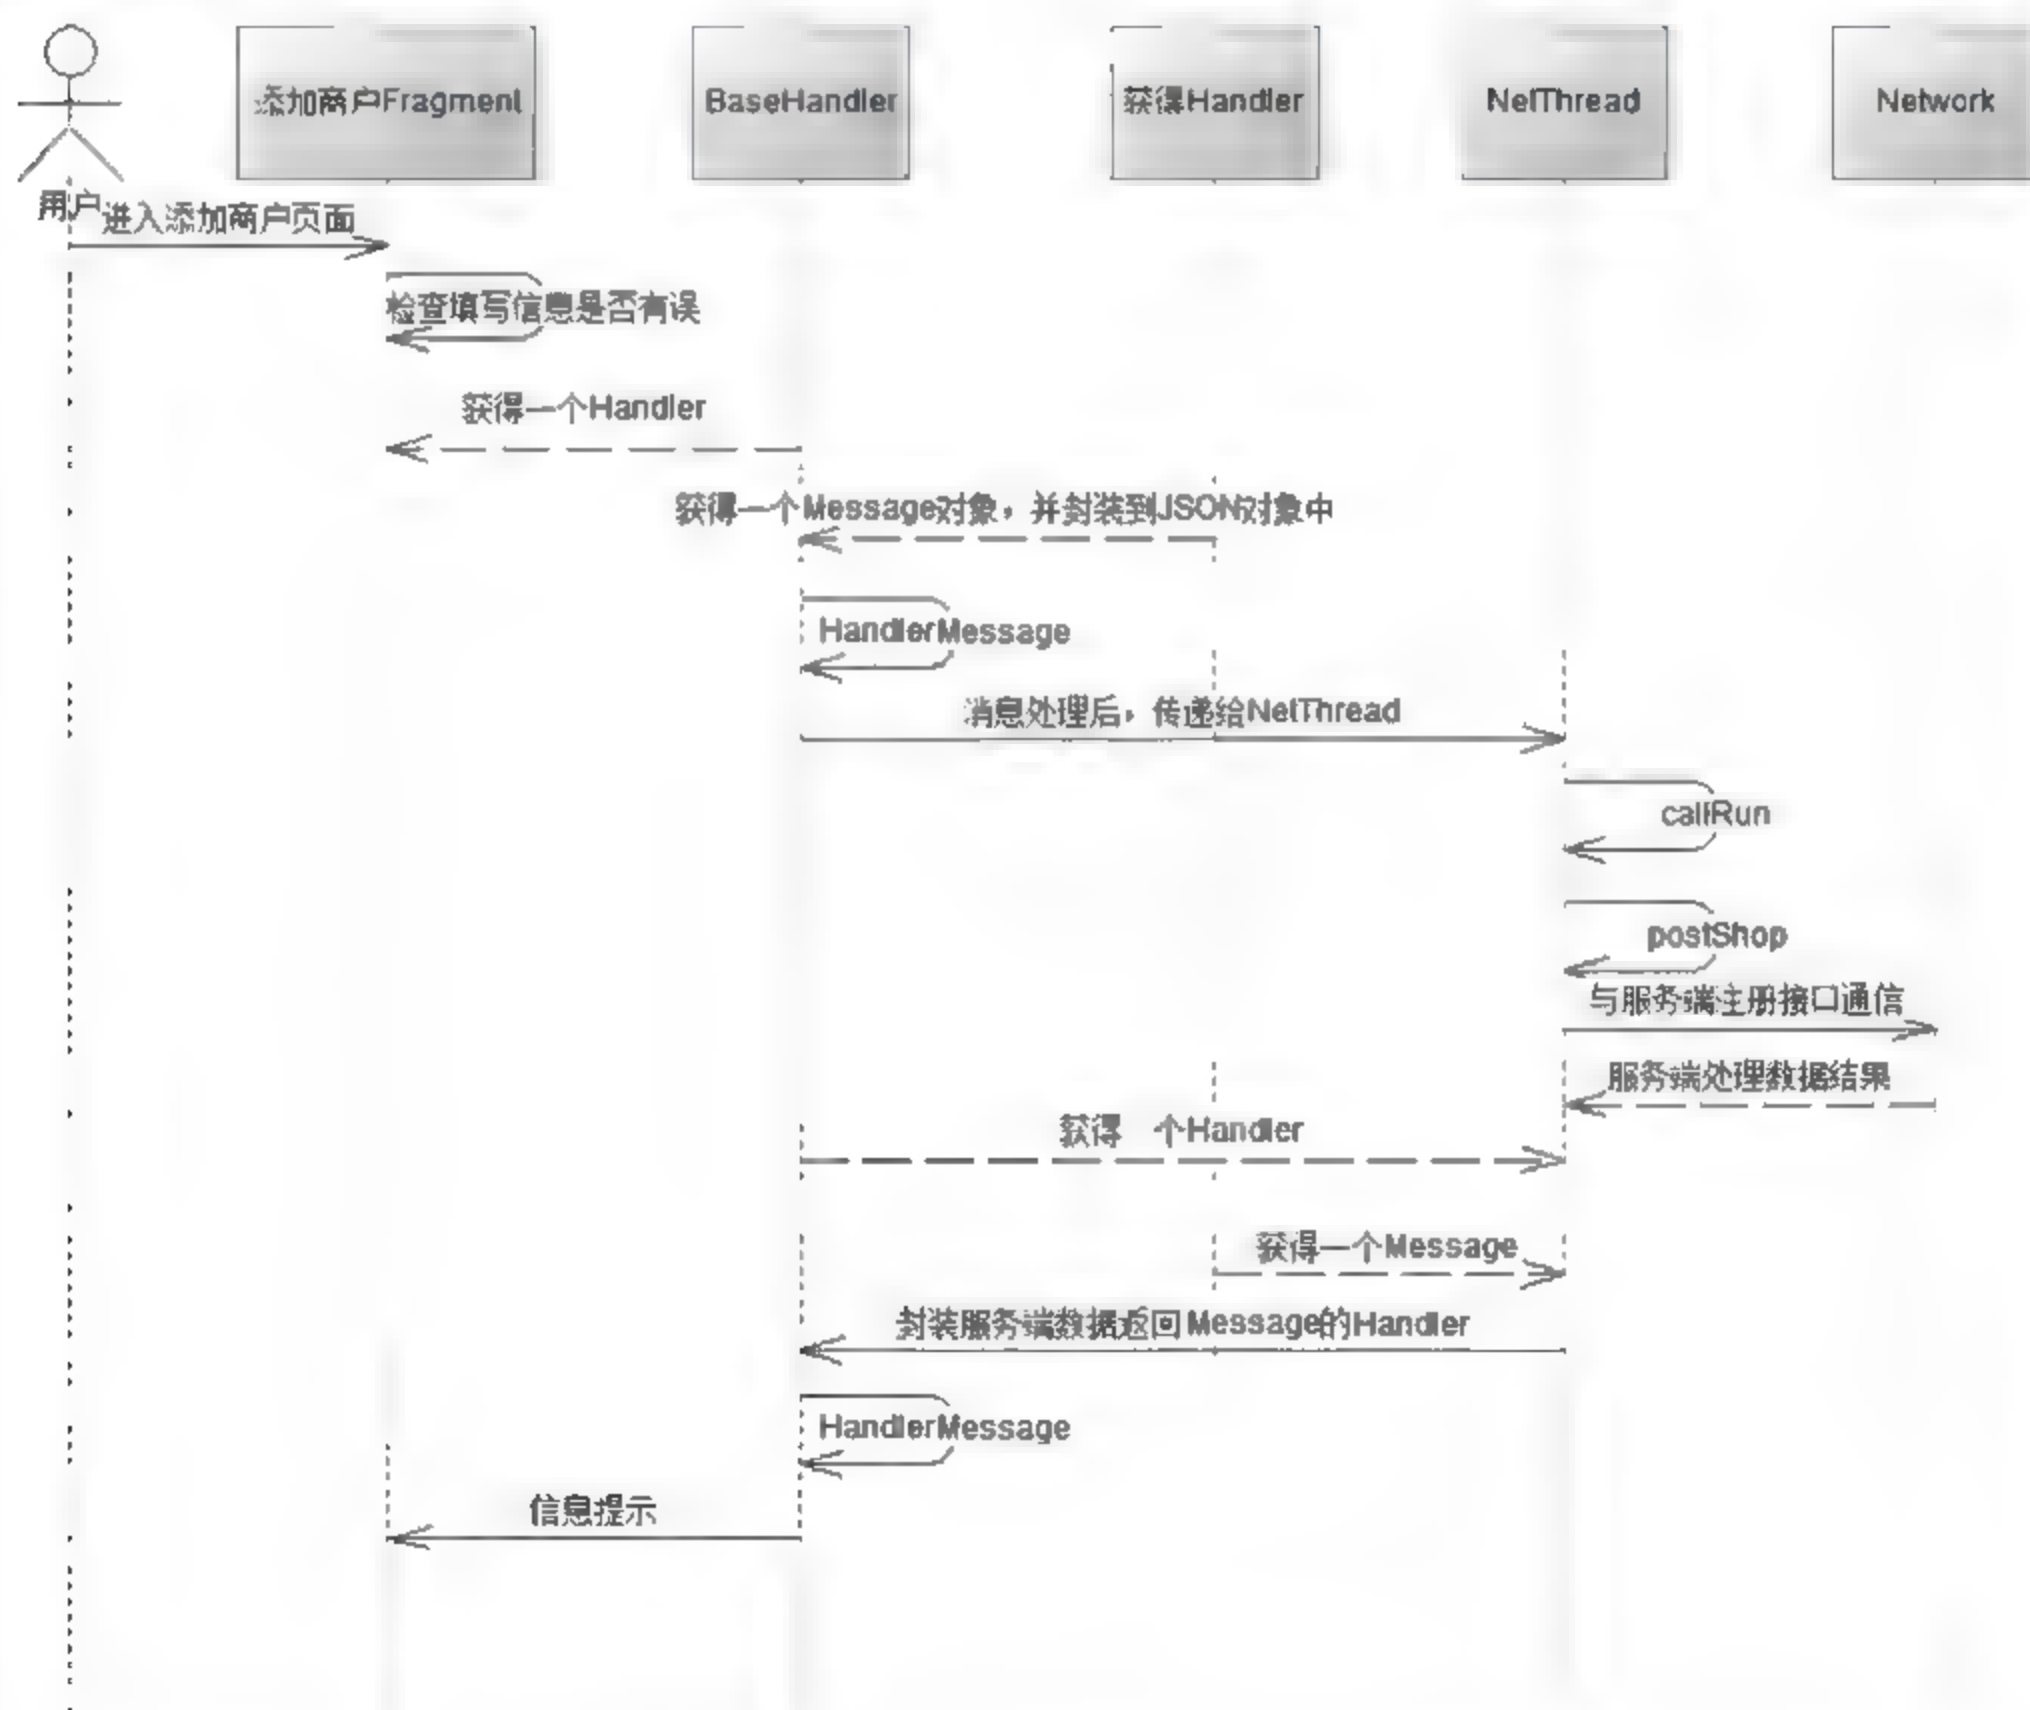 添加商户Fragment
BaseHandler
获得Handler
NetThread
Network
用户
进入添加商户页面
检查填写信息是否有误
获得一个Handler
获得一个Message对象，并封装到JSON对象中
HandlerMessage
消息处理后，传递给NetThread
callRun
postShop
与服务端注册接口通信
服务端处理数据结果
获得 个Handler
获得一个Message
封装服务端数据返回Message的Handler
HandlerMessage
信息提示